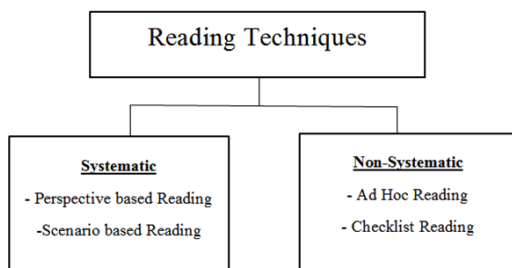 Reading Techniques
Systematic
- Perspective based Reading
-Scenario based Reading
Non-Systematic
- Ad Hoc Reading
- Checklist Reading